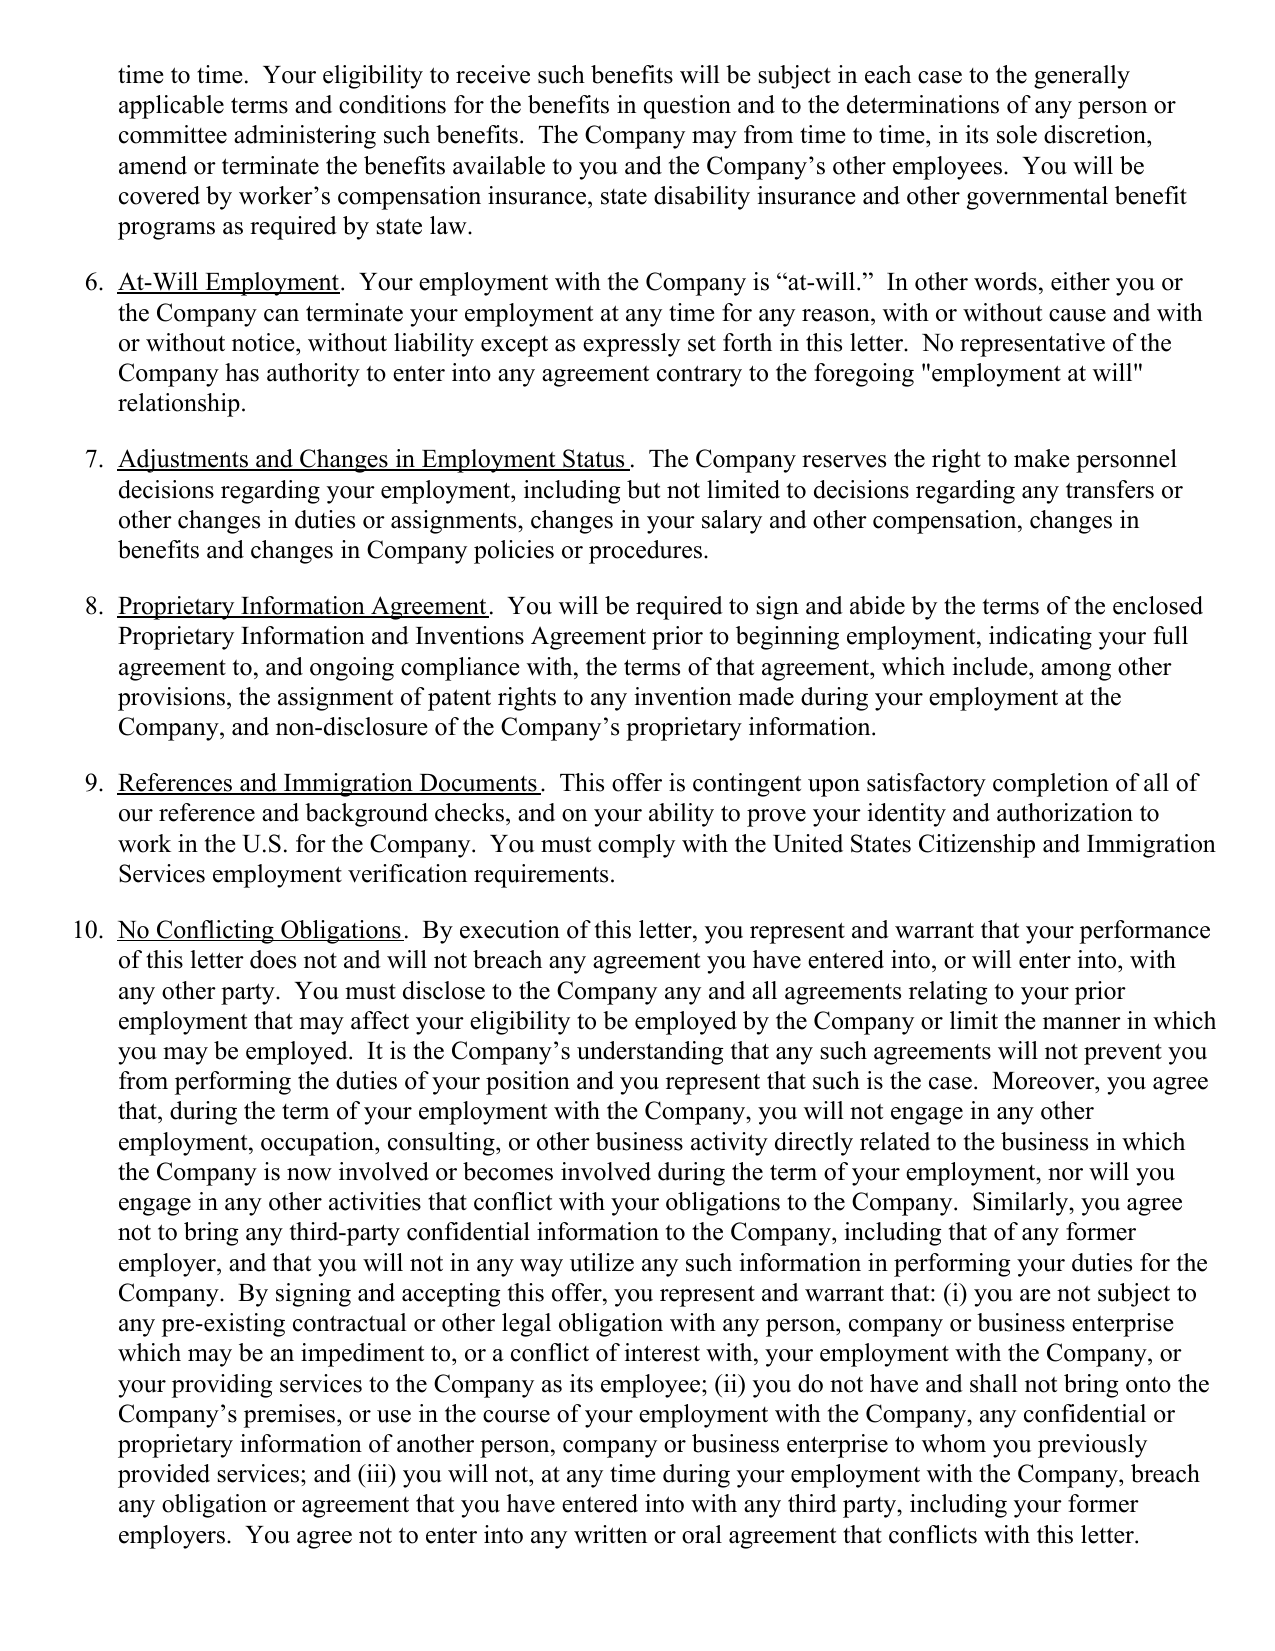 time to time.  Your eligibility to receive such benefits will be subject in each case to the generally
applicable terms and conditions for the benefits in question and to the determinations of any person or
committee administering such benefits.  The Company may from time to time, in its sole discretion,
amend or terminate the benefits available to you and the Company’s other employees.  You will be
covered by worker’s compensation insurance, state disability insurance and other governmental benefit
programs as required by state law.
6. At-Will Employment.  Your employment with the Company is “at-will.”  In other words, either you or
the Company can terminate your employment at any time for any reason, with or without cause and with
or without notice, without liability except as expressly set forth in this letter.  No representative of the
Company has authority to enter into any agreement contrary to the foregoing "employment at will"
relationship.
7. Adjustments and Changes in Employment Status .  The Company reserves the right to make personnel
decisions regarding your employment, including but not limited to decisions regarding any transfers or
other changes in duties or assignments, changes in your salary and other compensation, changes in
benefits and changes in Company policies or procedures.
8. Proprietary Information Agreement.  You will be required to sign and abide by the terms of the enclosed
Proprietary Information and Inventions Agreement prior to beginning employment, indicating your full
agreement to, and ongoing compliance with, the terms of that agreement, which include, among other
provisions, the assignment of patent rights to any invention made during your employment at the
Company, and non-disclosure of the Company’s proprietary information.
9. References and Immigration Documents.  This offer is contingent upon satisfactory completion of all of
our reference and background checks, and on your ability to prove your identity and authorization to
work in the U.S. for the Company.  You must comply with the United States Citizenship and Immigration
Services employment verification requirements.
10. No Conflicting Obligations.  By execution of this letter, you represent and warrant that your performance
of this letter does not and will not breach any agreement you have entered into, or will enter into, with
any other party.  You must disclose to the Company any and all agreements relating to your prior
employment that may affect your eligibility to be employed by the Company or limit the manner in which
you may be employed.  It is the Company’s understanding that any such agreements will not prevent you
from performing the duties of your position and you represent that such is the case.  Moreover, you agree
that, during the term of your employment with the Company, you will not engage in any other
employment, occupation, consulting, or other business activity directly related to the business in which
the Company is now involved or becomes involved during the term of your employment, nor will you
engage in any other activities that conflict with your obligations to the Company.  Similarly, you agree
not to bring any third-party confidential information to the Company, including that of any former
employer, and that you will not in any way utilize any such information in performing your duties for the
Company.  By signing and accepting this offer, you represent and warrant that: (i) you are not subject to
any pre-existing contractual or other legal obligation with any person, company or business enterprise
which may be an impediment to, or a conflict of interest with, your employment with the Company, or
your providing services to the Company as its employee; (ii) you do not have and shall not bring onto the
Company’s premises, or use in the course of your employment with the Company, any confidential or
proprietary information of another person, company or business enterprise to whom you previously
provided services; and (iii) you will not, at any time during your employment with the Company, breach
any obligation or agreement that you have entered into with any third party, including your former
employers.  You agree not to enter into any written or oral agreement that conflicts with this letter.